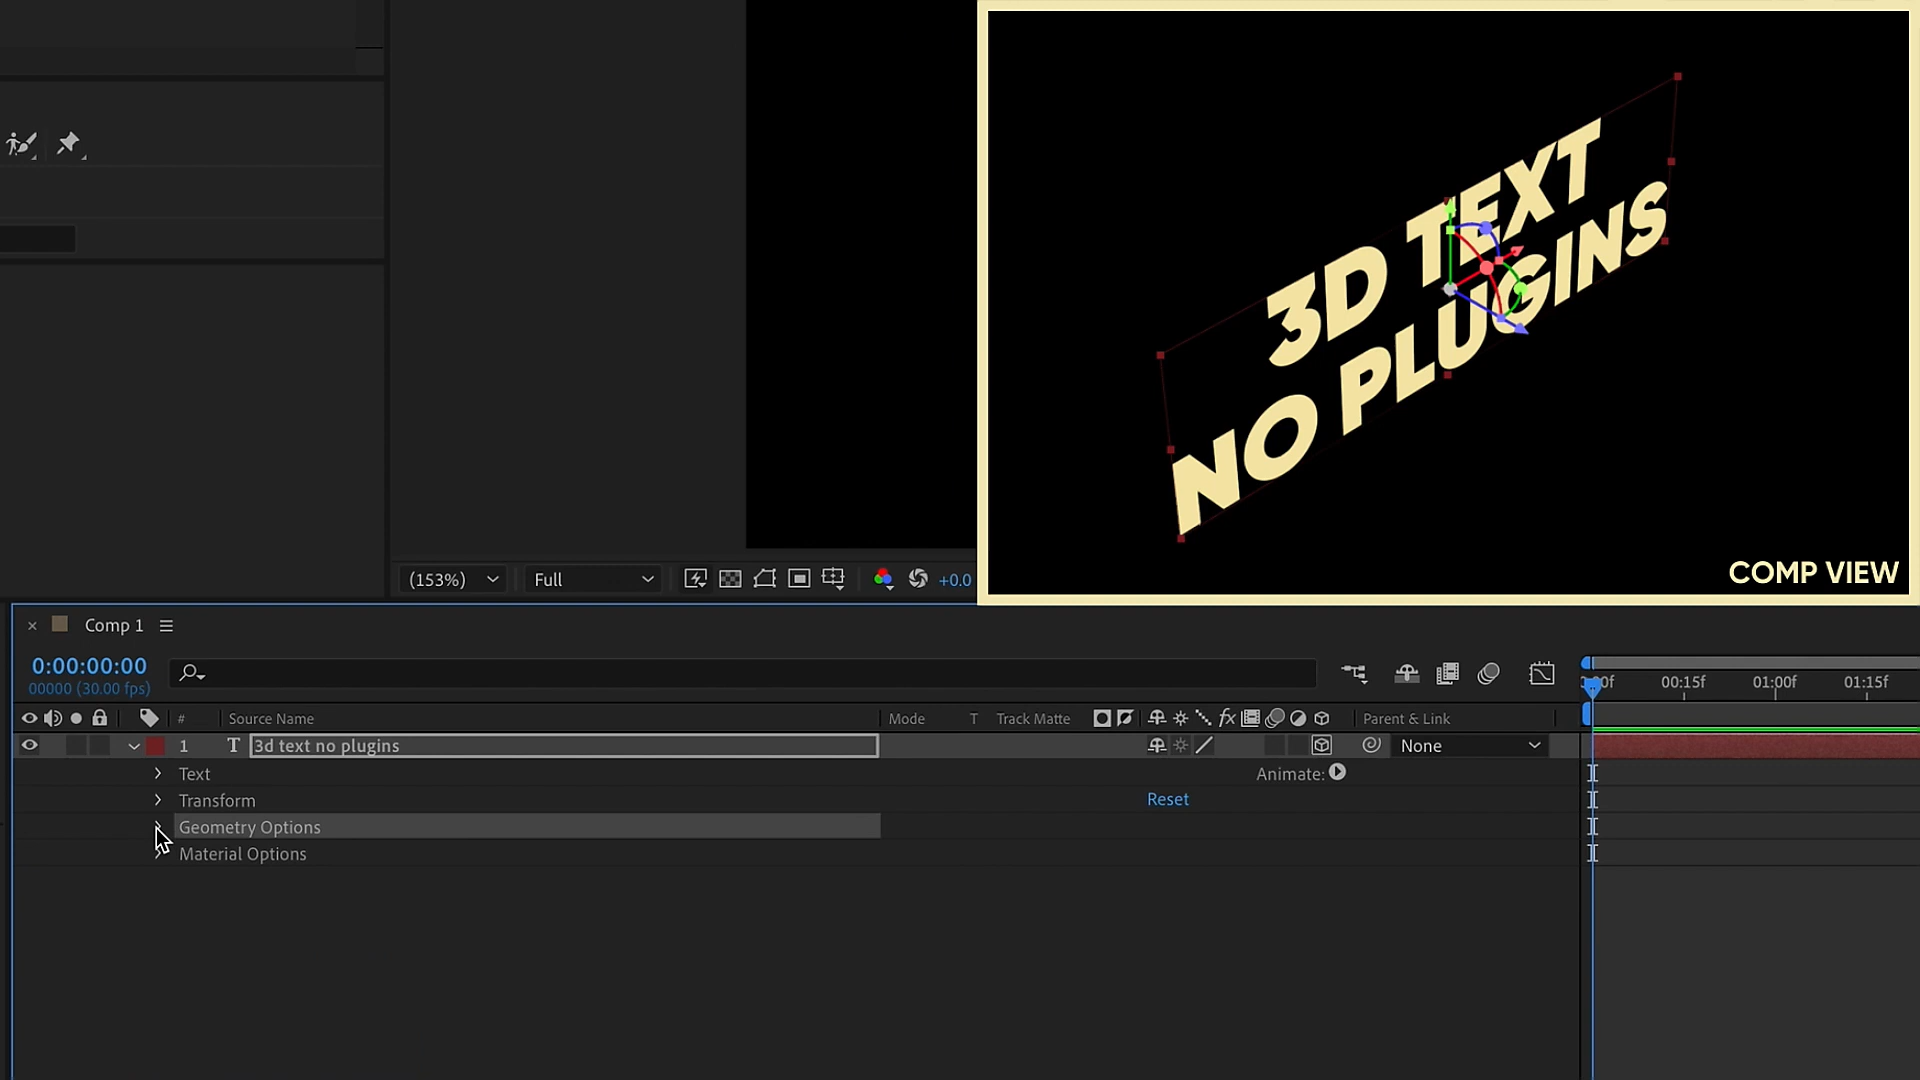 3D TEXT
NO PLUGINS
COMP VIEW
(153%)
Full
+0.0
× Comp 1
0:00:00:00
00000 (30.00 fps)
00:15f 01:00f 01:15f
# Source Name Mode T Track Matte fx Parent & Link
1 T 3d text no plugins None
Text Animate:
Transform Reset
Geometry Options
Material Options